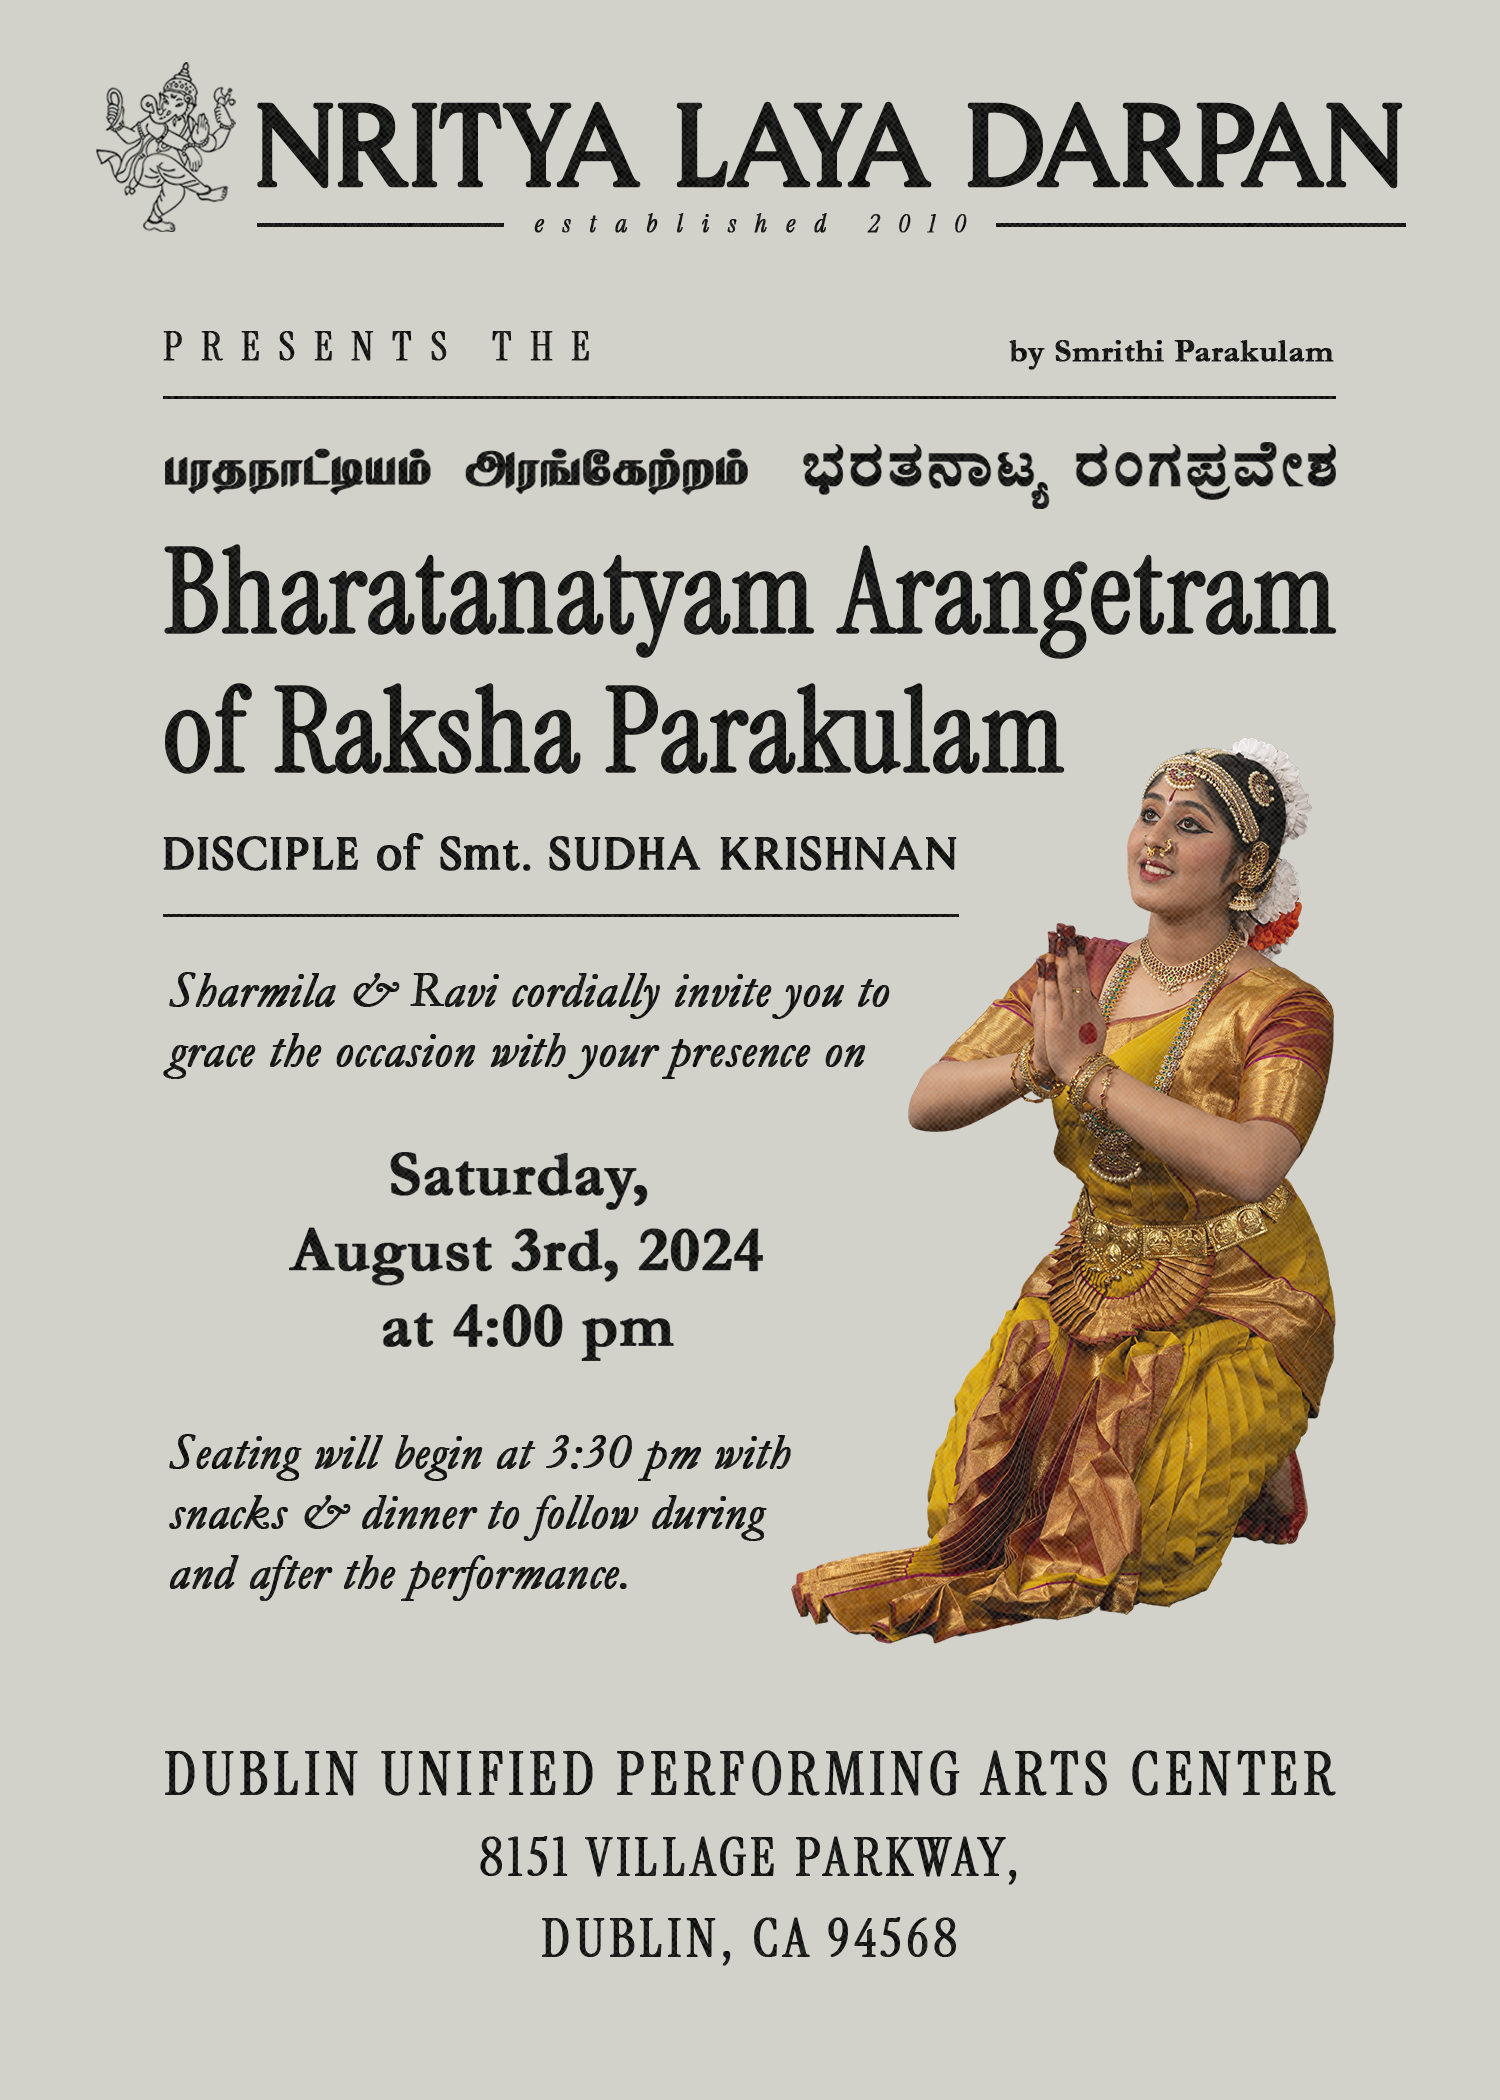 NRITYA LAYA DARPAN
established 2010
PRESENTS THE
by Smrithi Parakulam
பரதநாட்டியம் அரங்கேற்றம் ಭರತನಾಟ್ಯ ರಂಗಪ್ರವೇಶ
Bharatanatyam Arangetram
of Raksha Parakulam
DISCIPLE of Smt. SUDHA KRISHNAN
Sharmila & Ravi cordially invite you to
grace the occasion with your presence on
Saturday,
August 3rd, 2024
at 4:00 pm
Seating will begin at 3:30 pm with
snacks & dinner to follow during
and after the performance.
DUBLIN UNIFIED PERFORMING ARTS CENTER
8151 VILLAGE PARKWAY,
DUBLIN, CA 94568